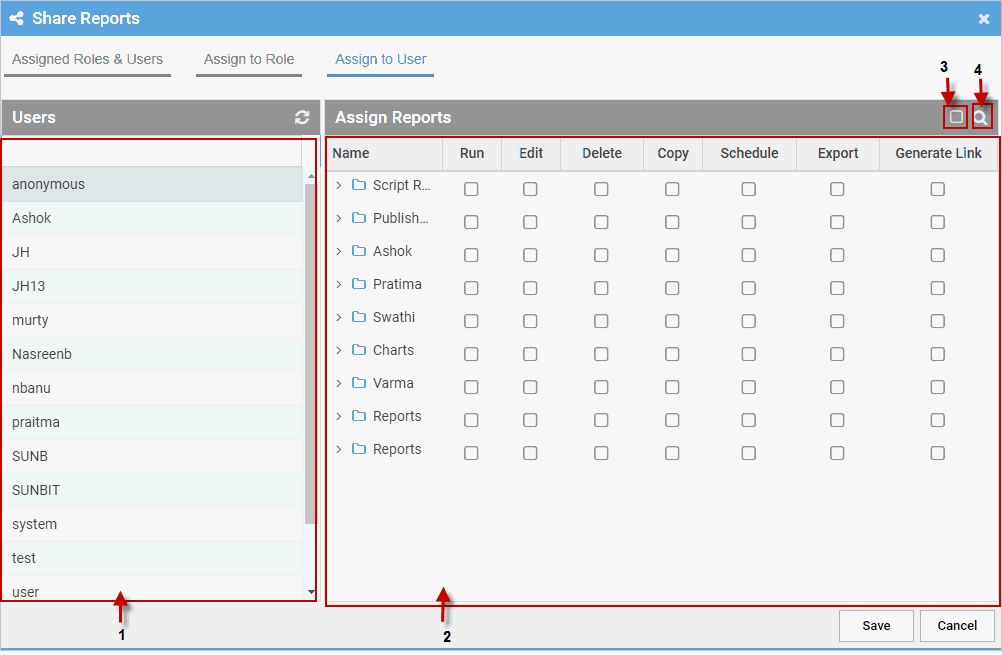 Share Reports
Assigned Roles & Users
Assign to Role
Assign to User
3
4
Users
Assign Reports
Name Run Edit Delete Copy Schedule Export Generate Link
anonymous
Ashok
JH
JH13
murty
Nasreenb
nbanu
praitma
SUNB
SUNBIT
system
test
user
Script R...
Publish...
Ashok
Pratima
Swathi
Charts
Varma
Reports
Reports
1
2
Save
Cancel